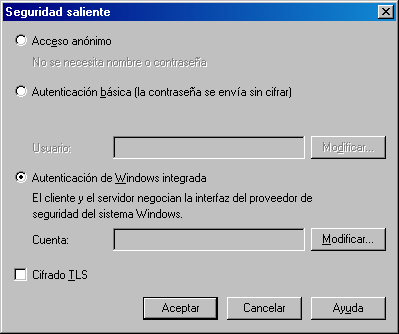 Seguridad saliente
Acceso anónimo
No se necesita nombre o contraseña
Autenticación básica (la contraseña se envía sin cifrar)
Usuario:
Modificar...
Autenticación de Windows integrada
El cliente y el servidor negocian la interfaz del proveedor de
seguridad del sistema Windows.
Cuenta:
Modificar...
Cifrado TLS
Aceptar
Cancelar
Ayuda